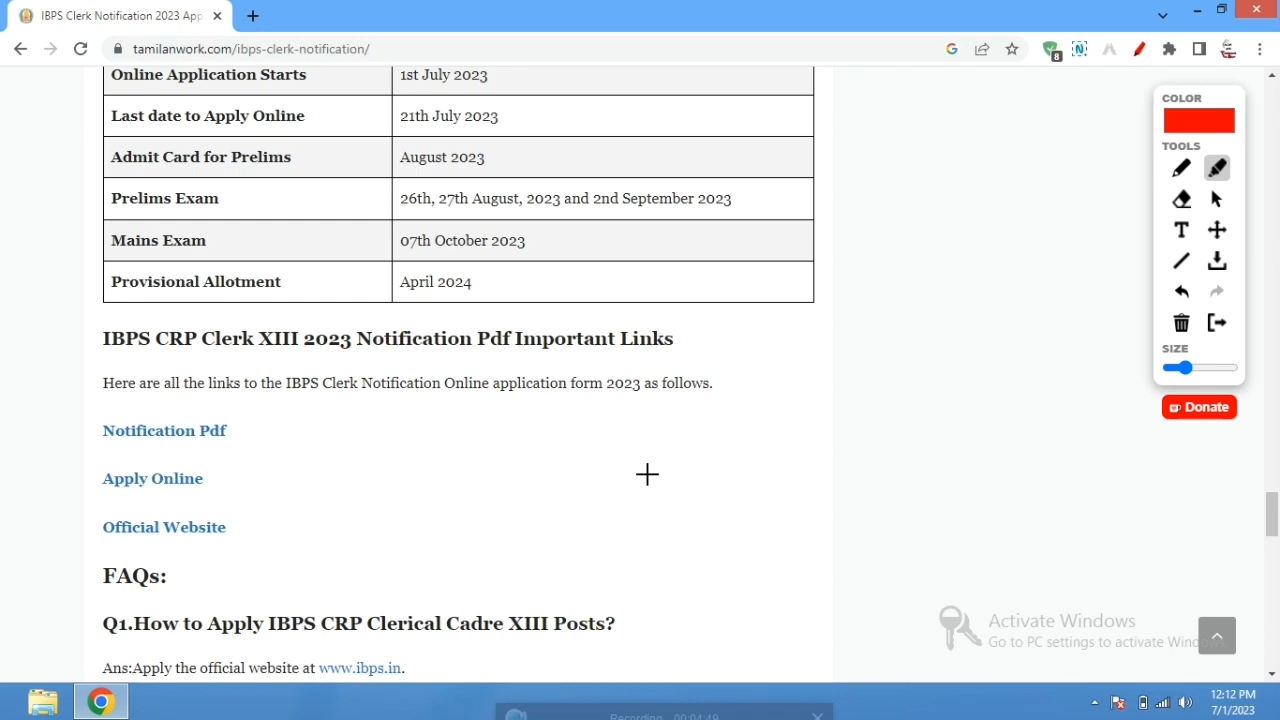 IBPS Clerk Notification 2023 App
tamilanwork.com/ibps-clerk-notification/
8
Online Application Starts 1st July 2023
Last date to Apply Online 21th July 2023
Admit Card for Prelims August 2023
Prelims Exam 26th, 27th August, 2023 and 2nd September 2023
Mains Exam 07th October 2023
Provisional Allotment April 2024
IBPS CRP Clerk XIII 2023 Notification Pdf Important Links
Here are all the links to the IBPS Clerk Notification Online application form 2023 as follows.
Notification Pdf
Apply Online
Official Website
FAQs:
Q1.How to Apply IBPS CRP Clerical Cadre XIII Posts?
Ans:Apply the official website at www.ibps.in.
COLOR
TOOLS
T
SIZE
Donate
Activate Windows
Go to PC settings to activate Windows.
Recording 00:04:49
12:12 PM
7/1/2023